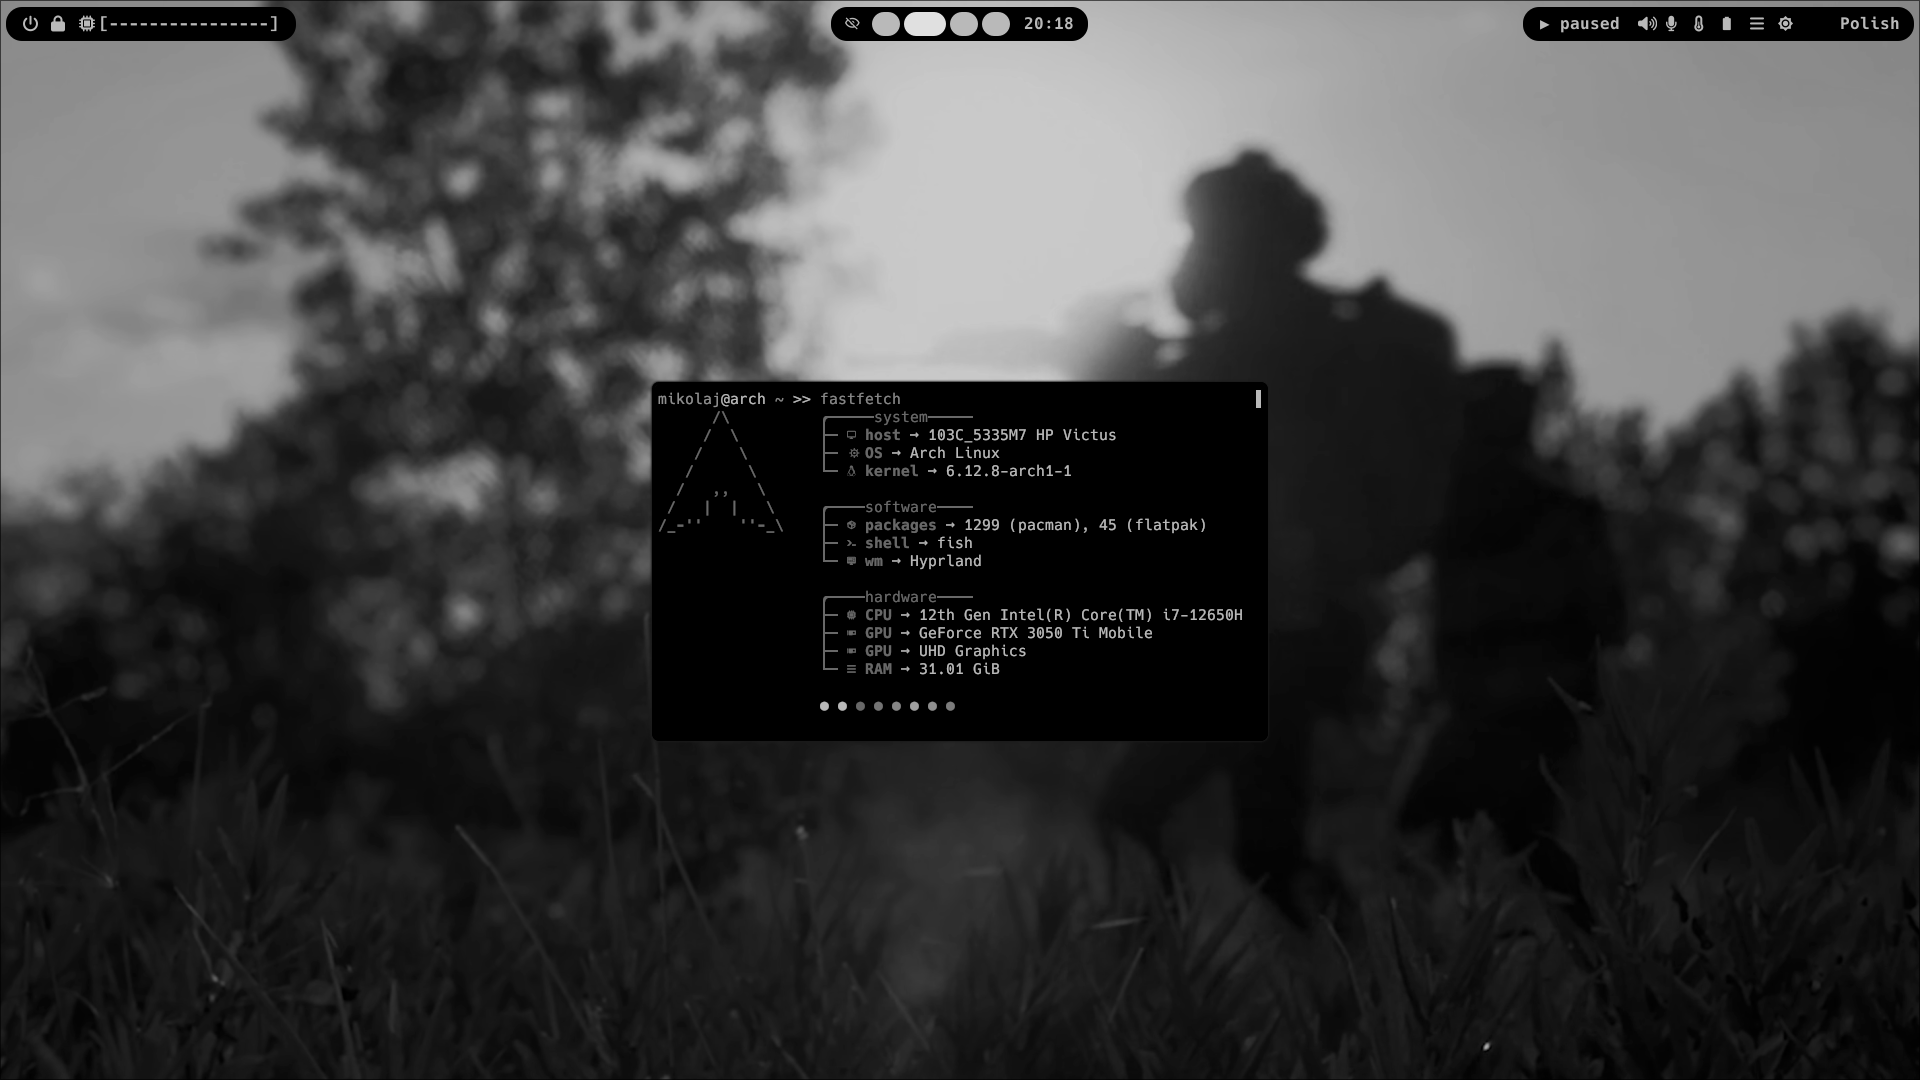 [-----------------]
20:18
paused
Polish
mikolaj@arch ~ >> fastfetch
system
host → 103C_5335M7 HP Victus
OS → Arch Linux
kernel → 6.12.8-arch1-1
software
packages → 1299 (pacman), 45 (flatpak)
shell → fish
wm → Hyprland
hardware
CPU → 12th Gen Intel(R) Core(TM) i7-12650H
GPU → GeForce RTX 3050 Ti Mobile
GPU → UHD Graphics
RAM → 31.01 GiB